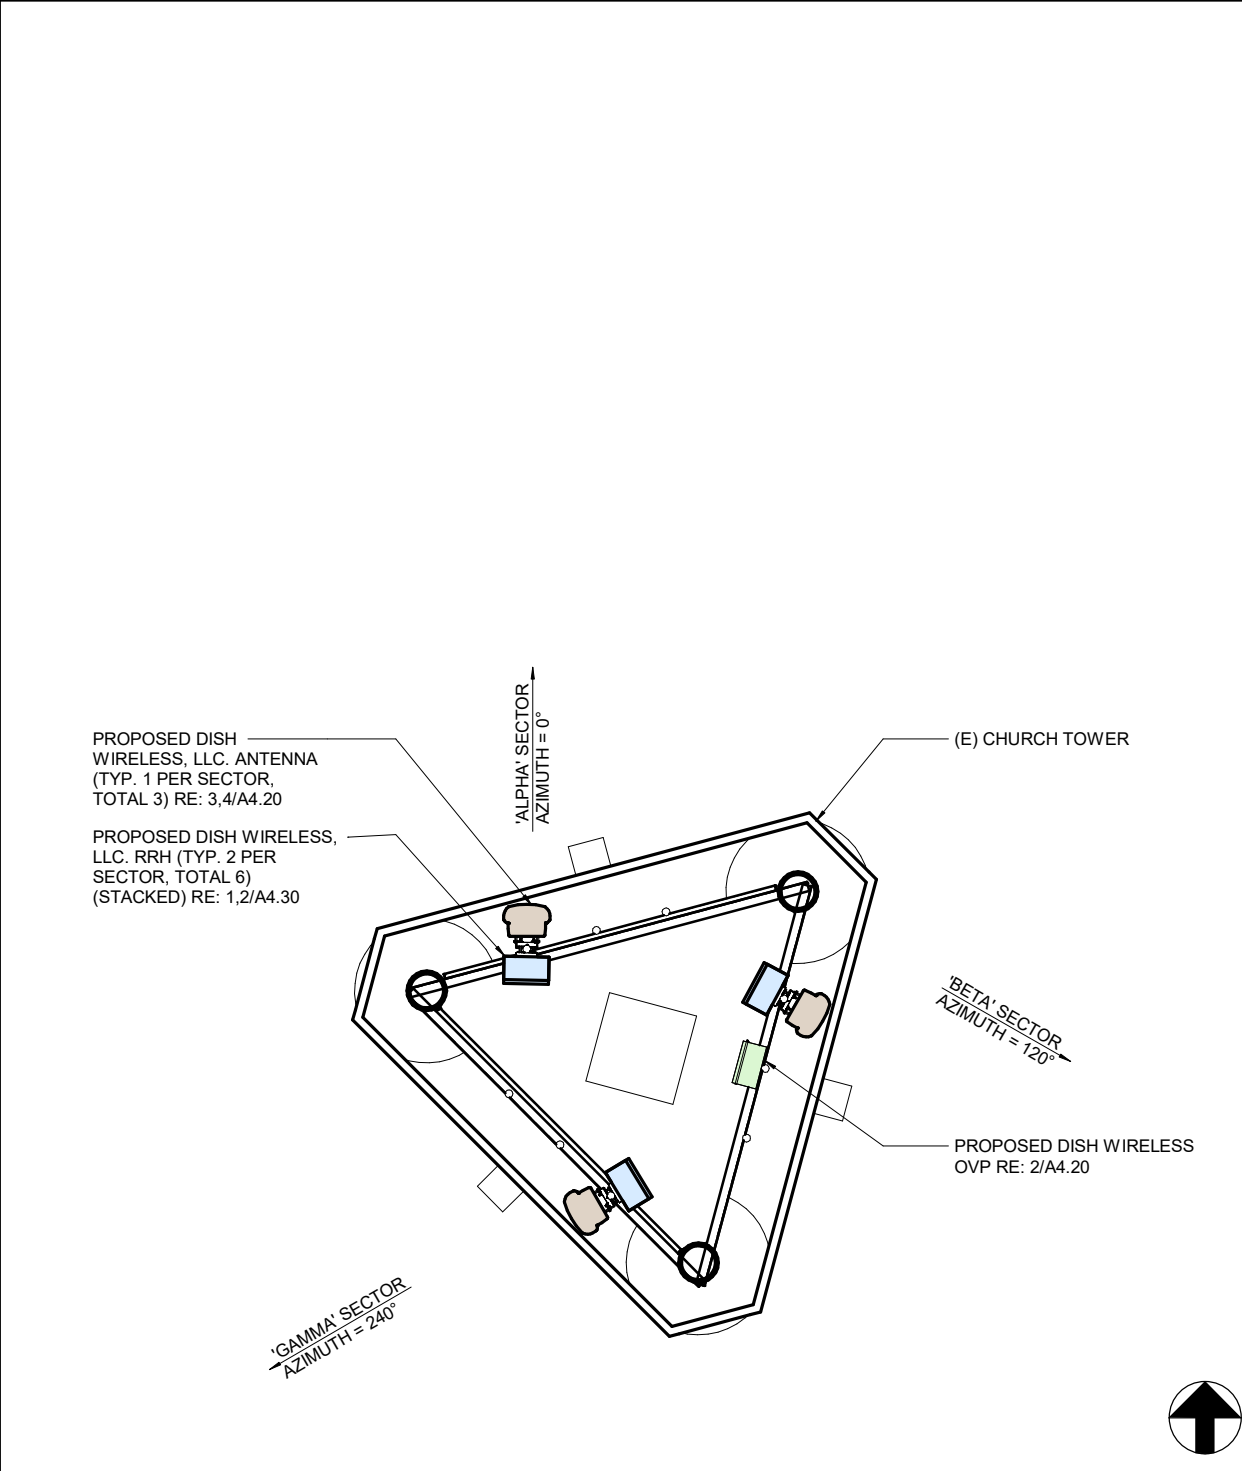 'ALPHA' SECTOR
AZIMUTH = 0°
PROPOSED DISH
WIRELESS, LLC. ANTENNA
(TYP. 1 PER SECTOR,
TOTAL 3) RE: 3,4/A4.20
(E) CHURCH TOWER
PROPOSED DISH WIRELESS,
LLC. RRH (TYP. 2 PER
SECTOR, TOTAL 6)
(STACKED) RE: 1,2/A4.30
'BETA' SECTOR
AZIMUTH = 120°
PROPOSED DISH WIRELESS
OVP RE: 2/A4.20
'GAMMA' SECTOR
AZIMUTH = 240°